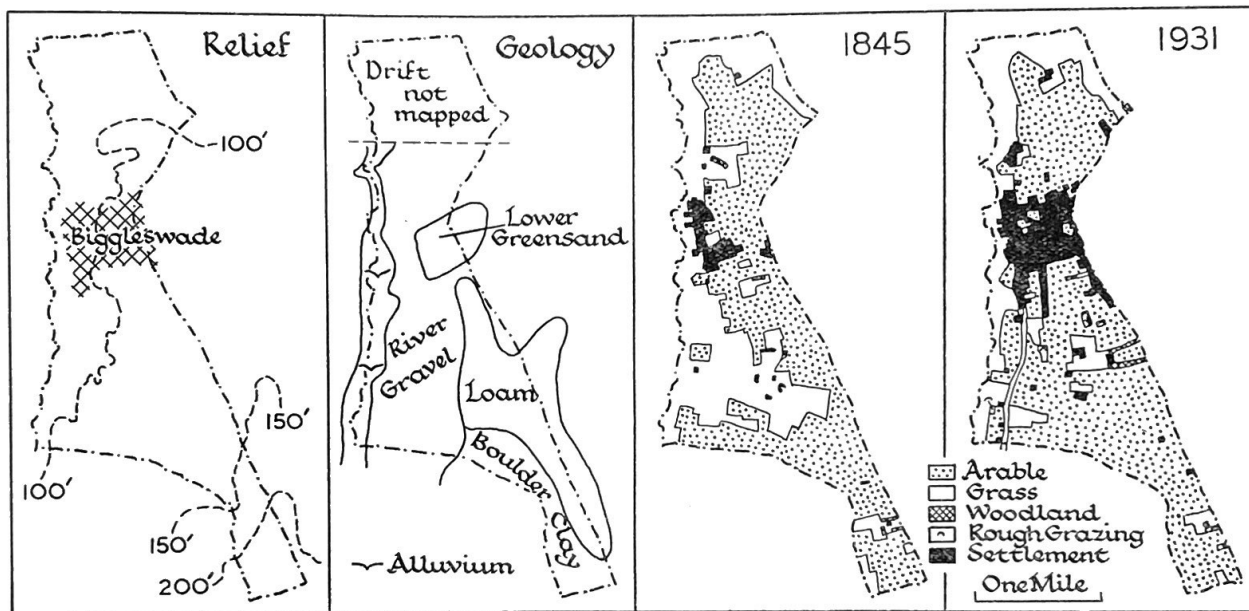 Relief
100'
Biggleswade
150'
100'
150'
200'
Geology
Drift
not
mapped
Lower
Greensand
River
Gravel
Loam
Boulder
Clay
Alluvium
1845
1931
Arable
Grass
Woodland
Rough Grazing
Settlement
One Mile